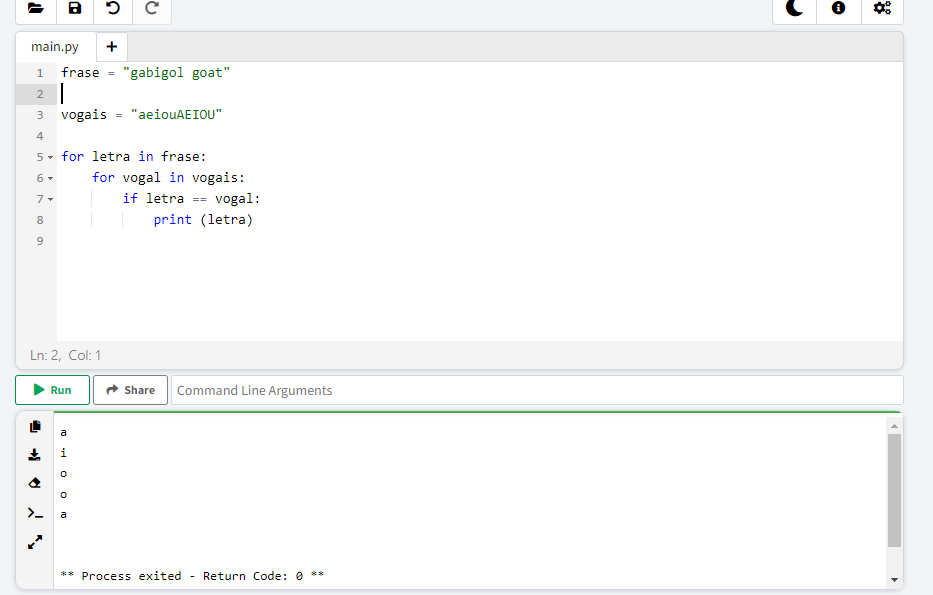 main.py +
1 frase = "gabigol goat"
2
3 vogais = "aeiouAEIOU"
4
5 for letra in frase:
6     for vogal in vogais:
7         if letra == vogal:
8             print (letra)
9
Ln: 2, Col: 1
Run Share Command Line Arguments
a
i
o
o
a
** Process exited - Return Code: 0 **